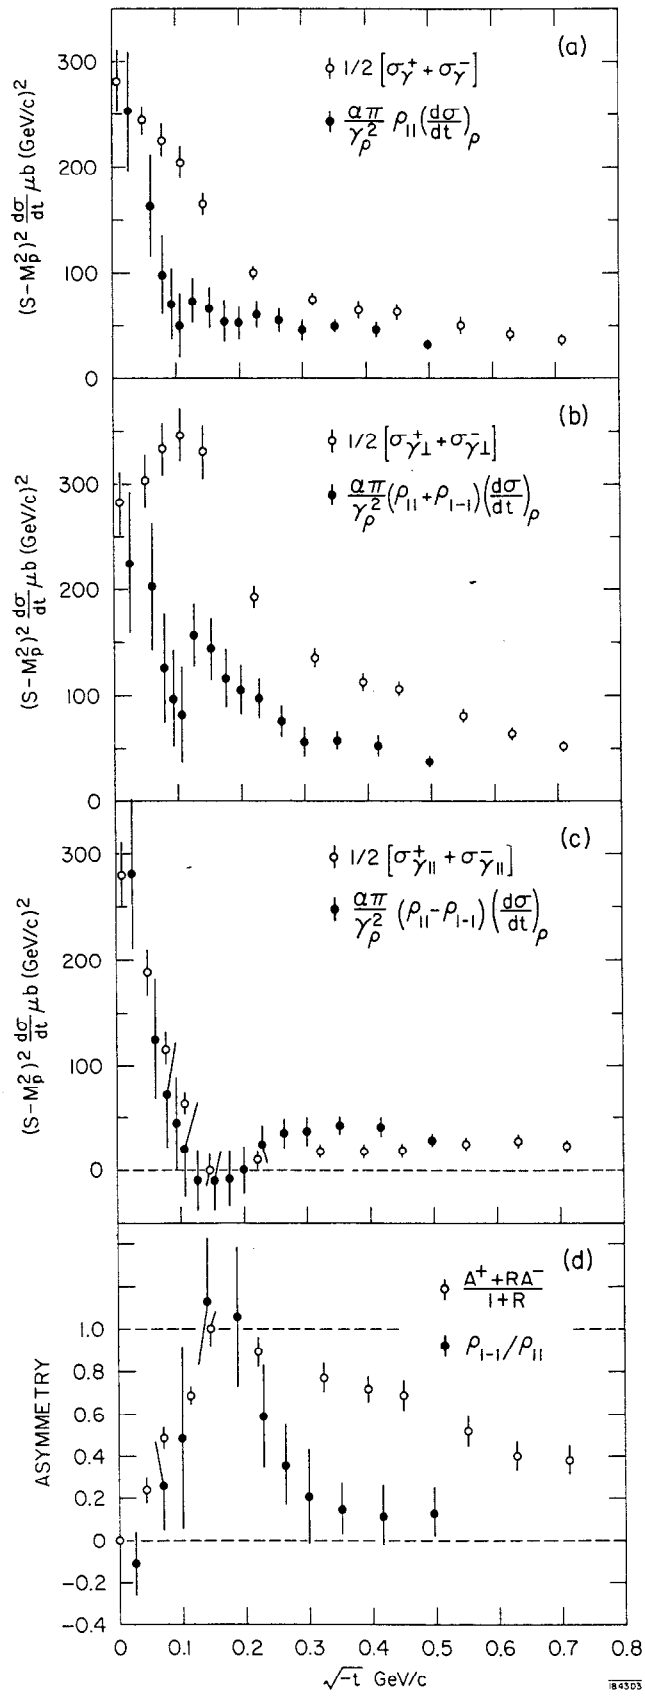 (a)
300
200
100
0
(S-M²ₚ)² dσ/dt μb (GeV/c)²
1/2 [σᵧ⁺ + σᵧ⁻]
απ/γρ² ρ₁₁ (dσ/dt)ρ
(b)
300
200
100
0
(S-M²ₚ)² dσ/dt μb (GeV/c)²
1/2 [σ⁺γ⊥ + σ⁻γ⊥]
απ/γρ² (ρ₁₁ + ρ₁₋₁) (dσ/dt)ρ
(c)
300
200
100
0
(S-M²ₚ)² dσ/dt μb (GeV/c)²
1/2 [σ⁺γ∥ + σ⁻γ∥]
απ/γρ² (ρ₁₁ - ρ₁₋₁) (dσ/dt)ρ
(d)
1.0
0.8
0.6
0.4
0.2
0
-0.2
-0.4
ASYMMETRY
A⁺ + RA⁻/1+R
ρ₁₋₁/ρ₁₁
0 0.1 0.2 0.3 0.4 0.5 0.6 0.7 0.8
√-t GeV/c
1843D3